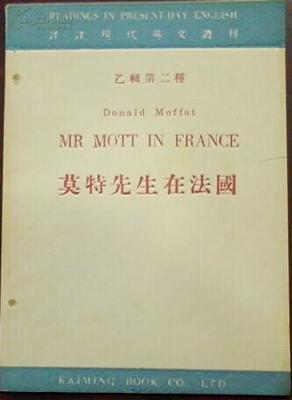 READINGS IN PRESENT-DAY ENGLISH
詳註現代英文叢刊
乙輯第二種
Donald Moffat
MR MOTT IN FRANCE
莫特先生在法國
KAIMING BOOK CO., LTD